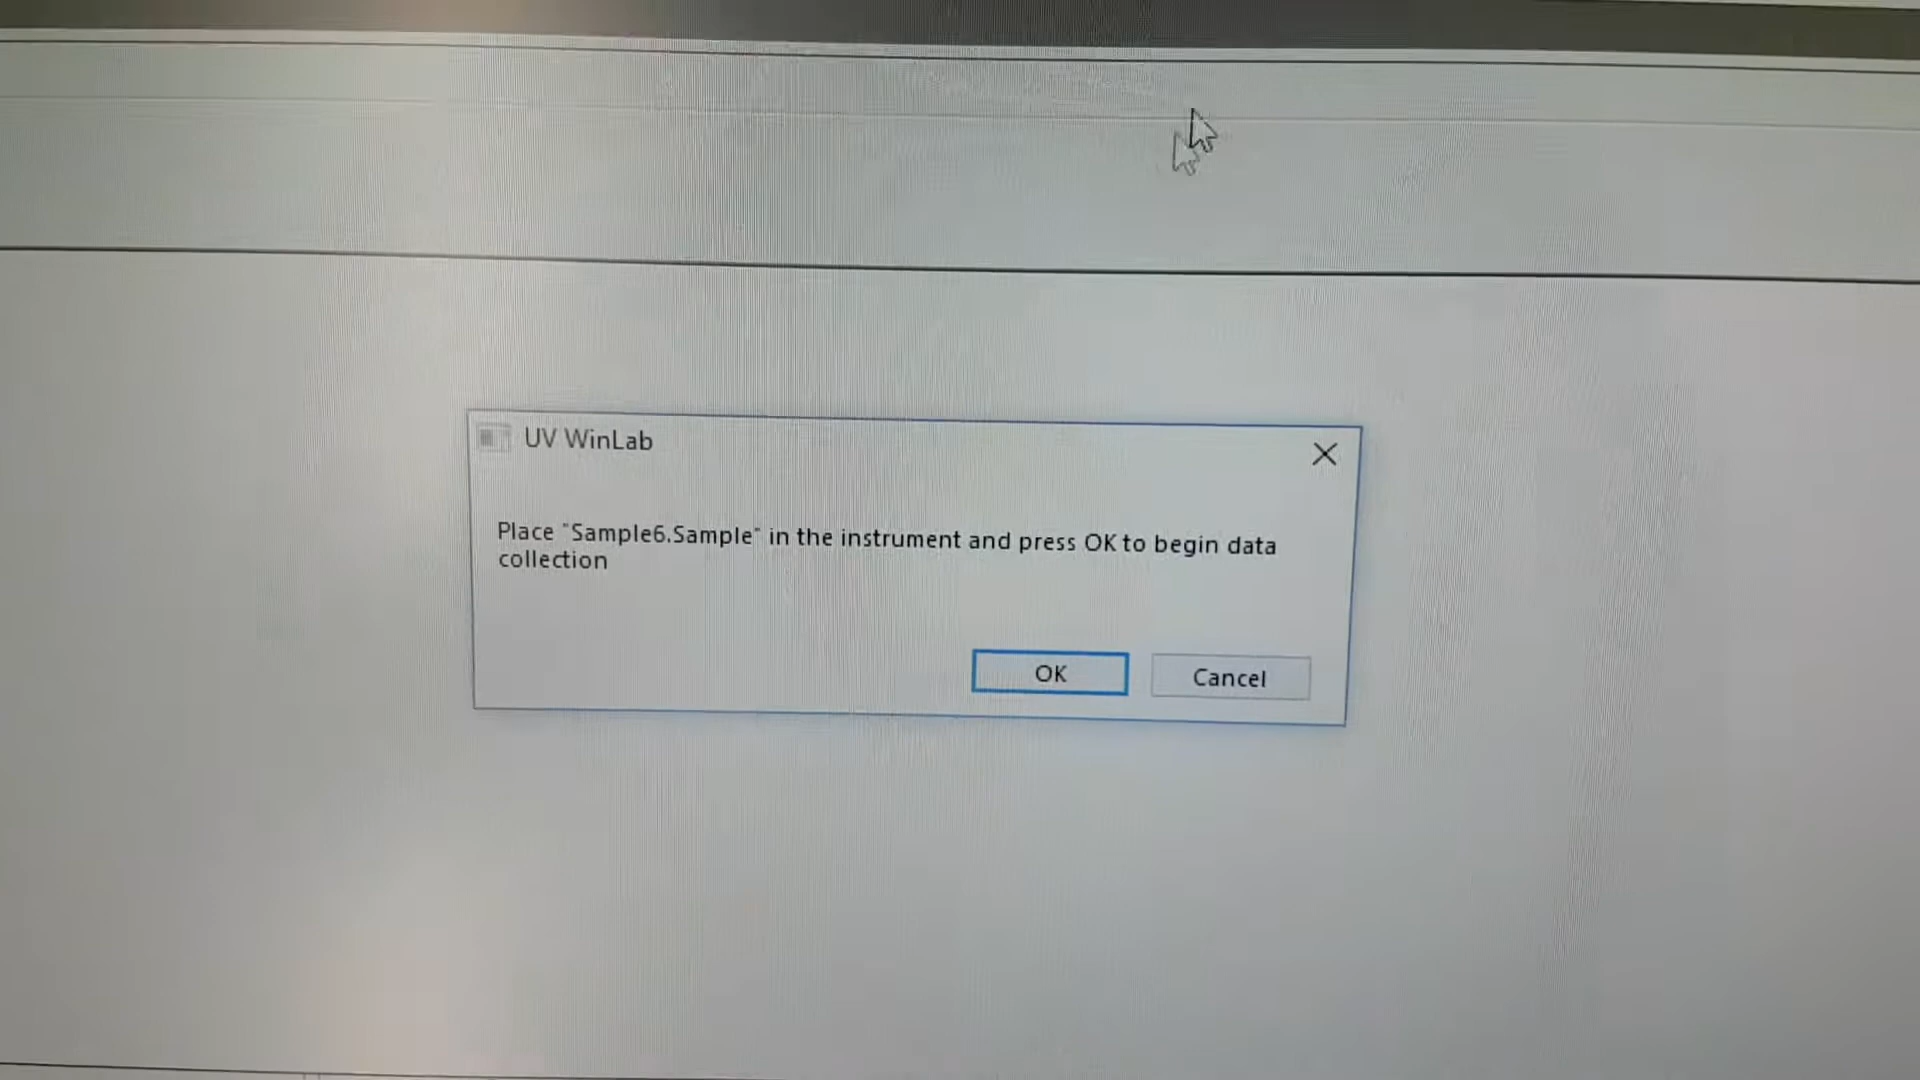 UV WinLab
Place "Sample6.Sample" in the instrument and press OK to begin data
collection
OK
Cancel